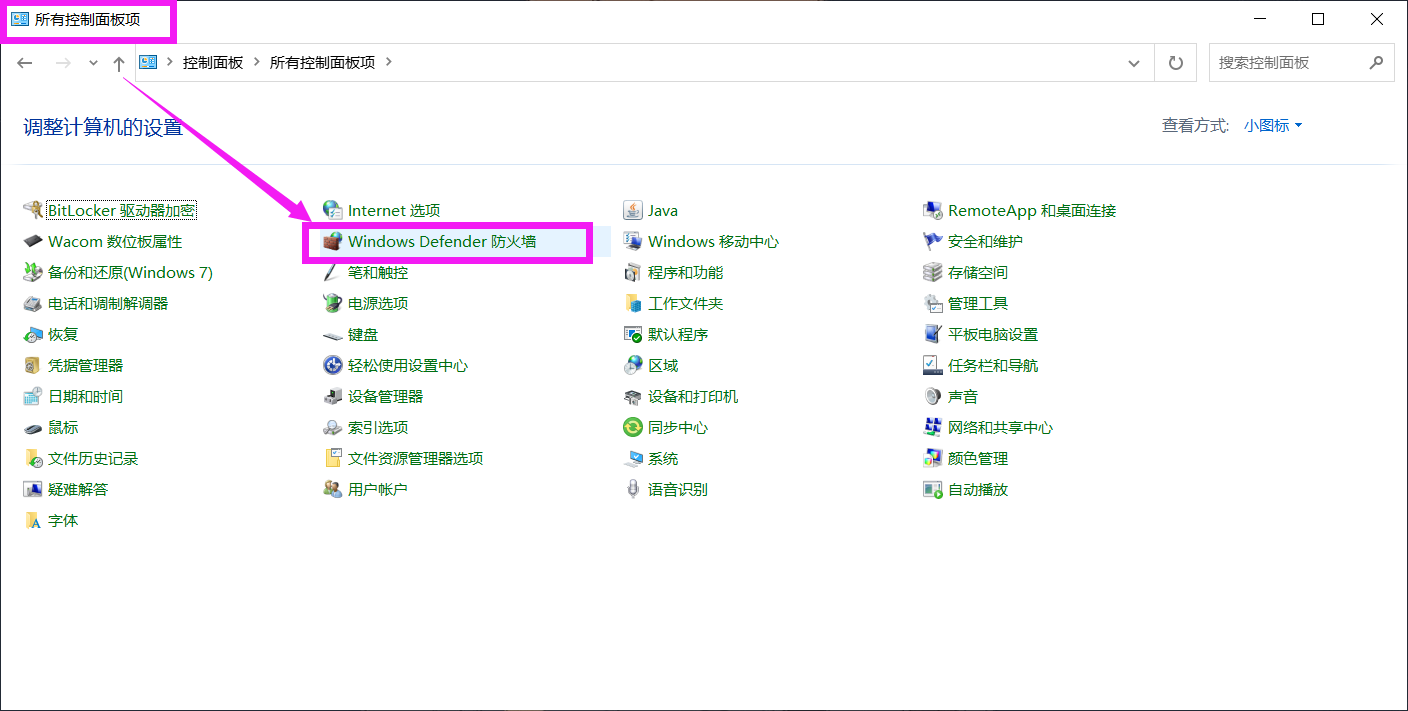 所有控制面板项
控制面板 所有控制面板项
搜索控制面板
调整计算机的设置
查看方式: 小图标
BitLocker 驱动器加密 Internet 选项 Java RemoteApp 和桌面连接
Wacom 数位板属性 Windows Defender 防火墙 Windows 移动中心 安全和维护
备份和还原(Windows 7) 笔和触控 程序和功能 存储空间
电话和调制解调器 电源选项 工作文件夹 管理工具
恢复 键盘 默认程序 平板电脑设置
凭据管理器 轻松使用设置中心 区域 任务栏和导航
日期和时间 设备管理器 设备和打印机 声音
鼠标 索引选项 同步中心 网络和共享中心
文件历史记录 文件资源管理器选项 系统 颜色管理
疑难解答 用户帐户 语音识别 自动播放
字体